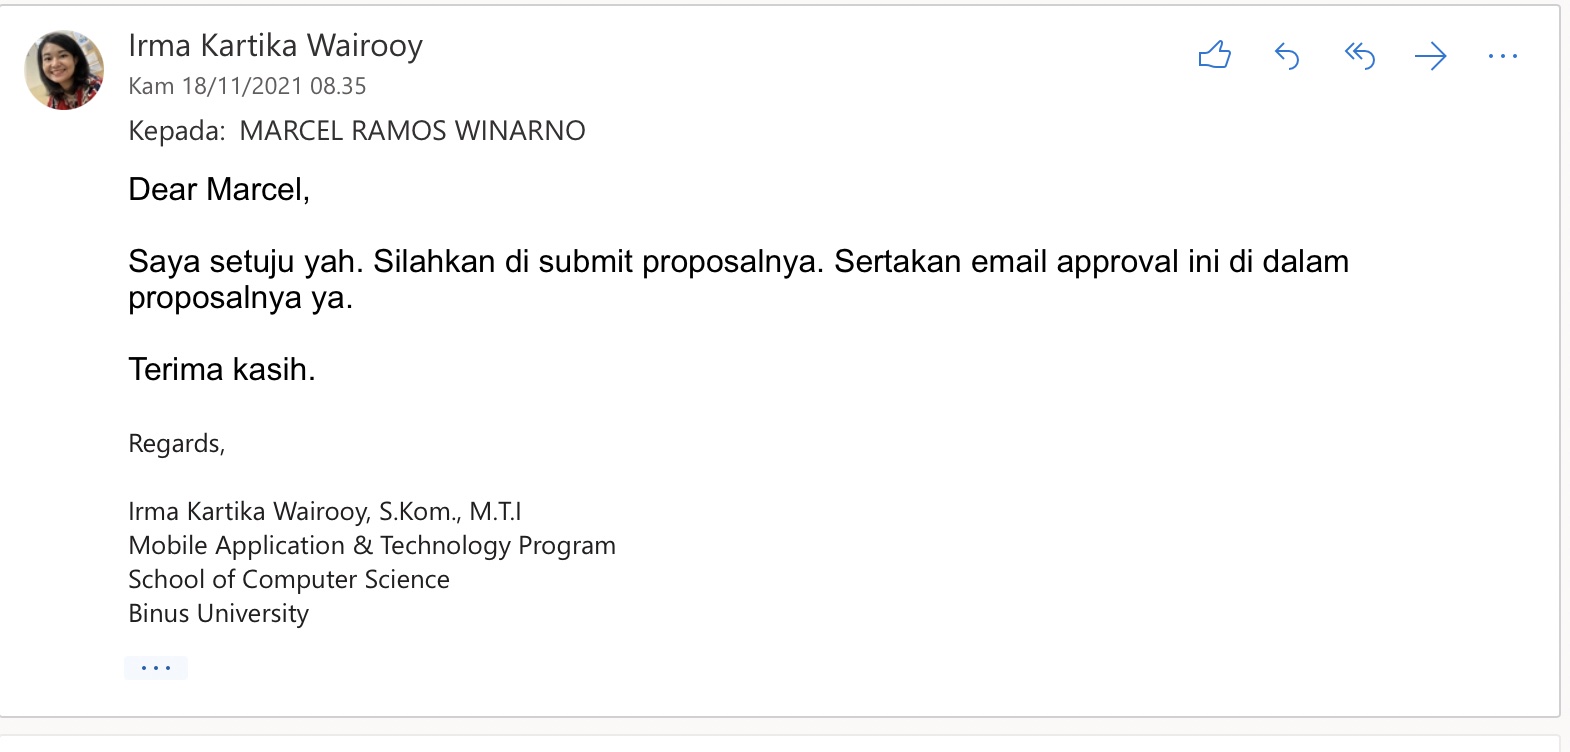 Irma Kartika Wairooy
Kam 18/11/2021 08.35
Kepada: MARCEL RAMOS WINARNO
Dear Marcel,
Saya setuju yah. Silahkan di submit proposalnya. Sertakan email approval ini di dalam
proposalnya ya.
Terima kasih.
Regards,
Irma Kartika Wairooy, S.Kom., M.T.I
Mobile Application & Technology Program
School of Computer Science
Binus University